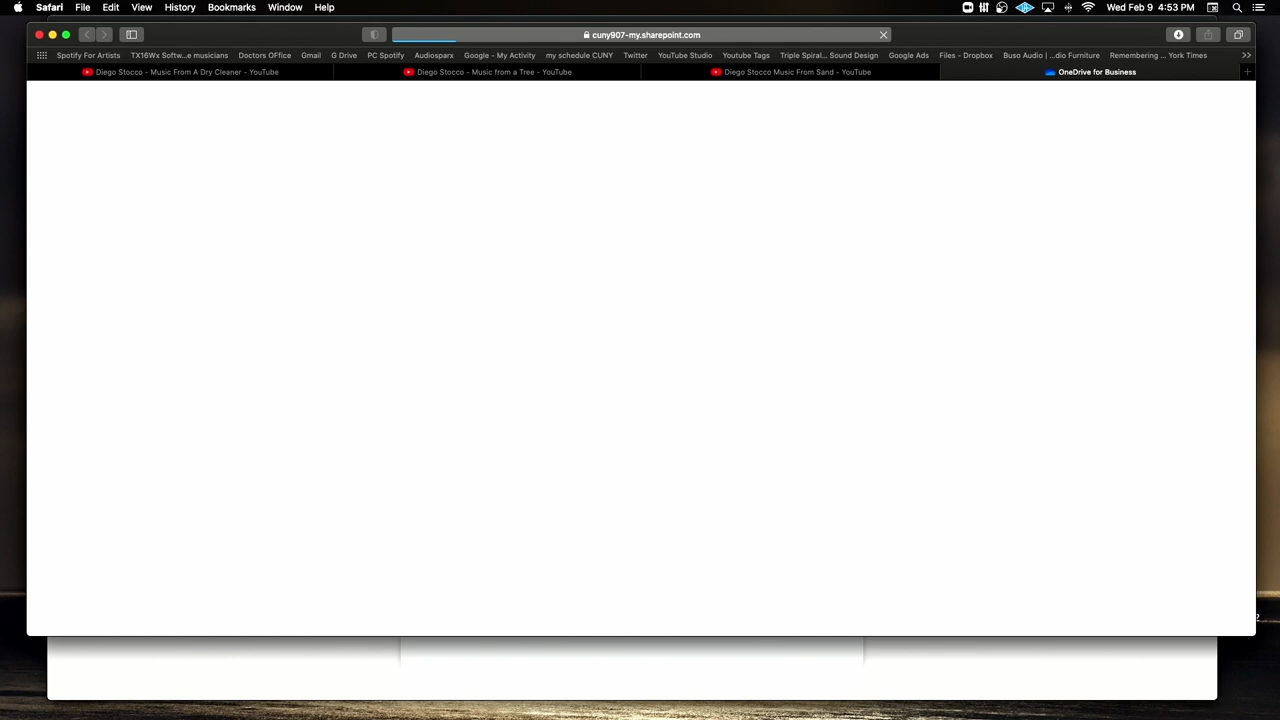 Safari File Edit View History Bookmarks Window Help Wed Feb 9 4:53 PM
cuny907-my.sharepoint.com
Spotify For Artists TX16Wx Softw...e musicians Doctors OFfice Gmail G Drive PC Spotify Audiosparx Google - My Activity my schedule CUNY Twitter YouTube Studio Youtube Tags Triple Spiral... Sound Design Google Ads Files - Dropbox Buso Audio | ...dio Furniture Remembering ... York Times
Diego Stocco - Music From A Dry Cleaner - YouTube Diego Stocco - Music from a Tree - YouTube Diego Stocco Music From Sand - YouTube OneDrive for Business